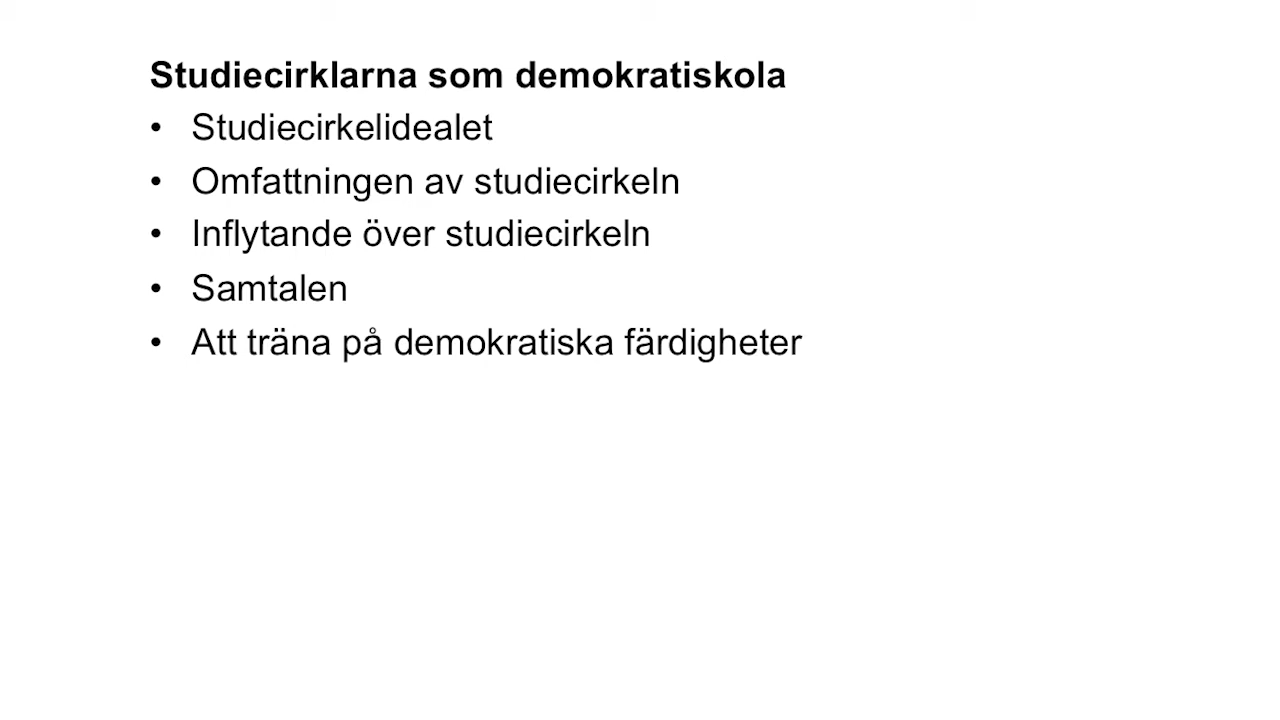 Studiecirklarna som demokratiskola
• Studiecirkelidealet
• Omfattningen av studiecirkeln
• Inflytande över studiecirkeln
• Samtalen
• Att träna på demokratiska färdigheter